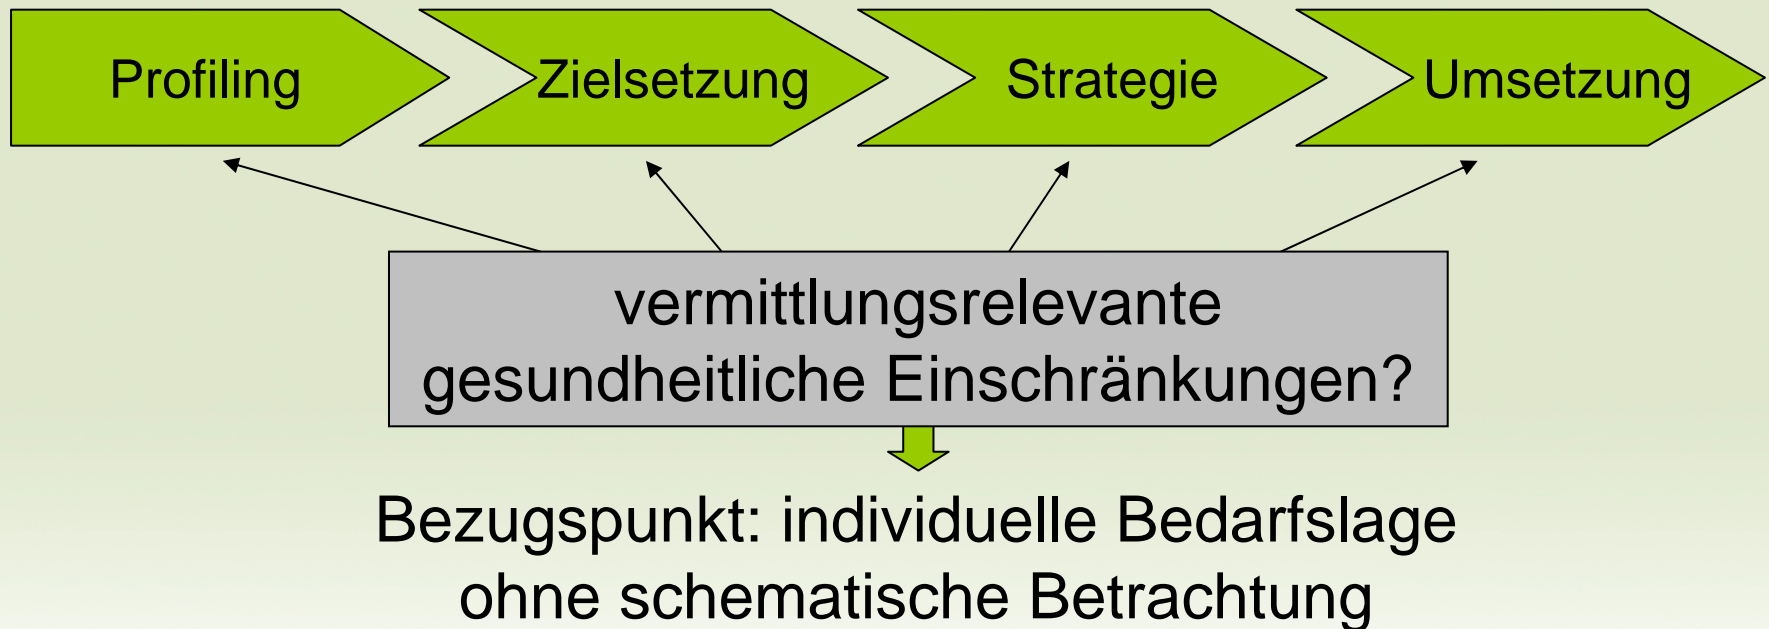 Profiling
Zielsetzung
Strategie
Umsetzung
vermittlungsrelevante
gesundheitliche Einschränkungen?
Bezugspunkt: individuelle Bedarfslage
ohne schematische Betrachtung